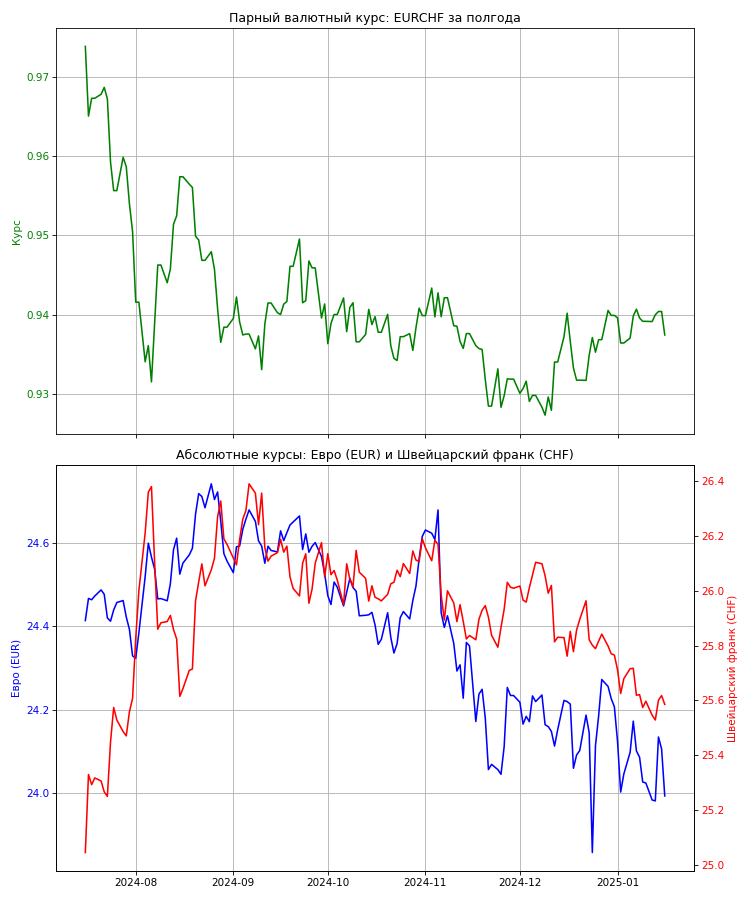 Парный валютный курс: EURCHF за полгода
0.97
0.96
0.95
0.94
0.93
Курс
Абсолютные курсы: Евро (EUR) и Швейцарский франк (CHF)
24.6
24.4
24.2
24.0
Евро (EUR)
26.4
26.2
26.0
25.8
25.6
25.4
25.2
25.0
Швейцарский франк (CHF)
2024-08 2024-09 2024-10 2024-11 2024-12 2025-01